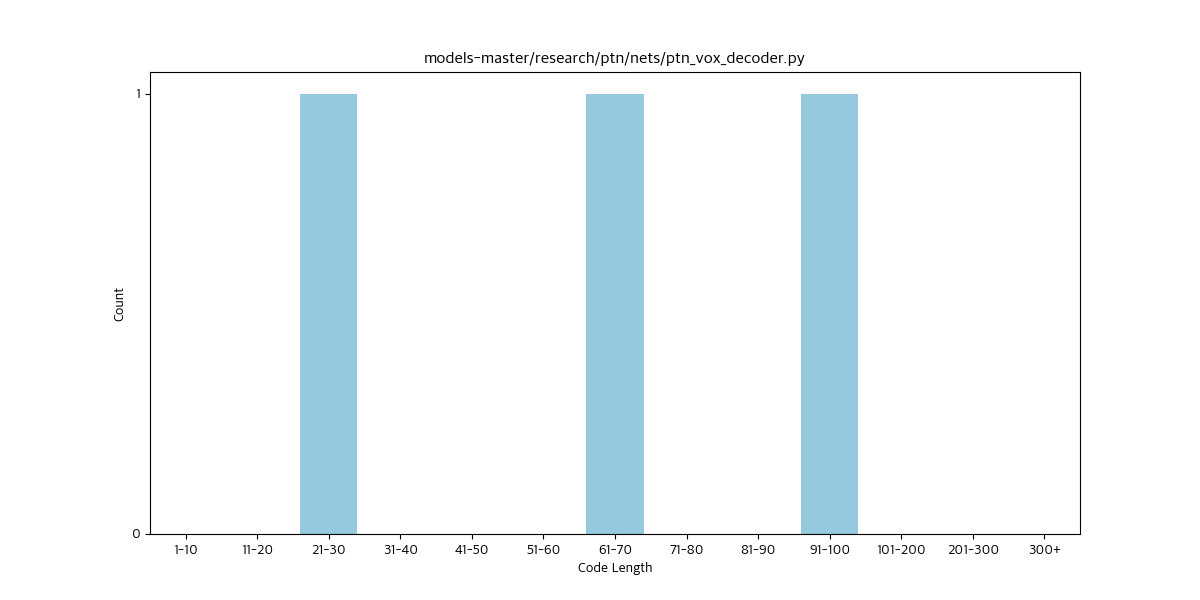 models-master/research/ptn/nets/ptn_vox_decoder.py
1
Count
0
1-10 11-20 21-30 31-40 41-50 51-60 61-70 71-80 81-90 91-100 101-200 201-300 300+
Code Length